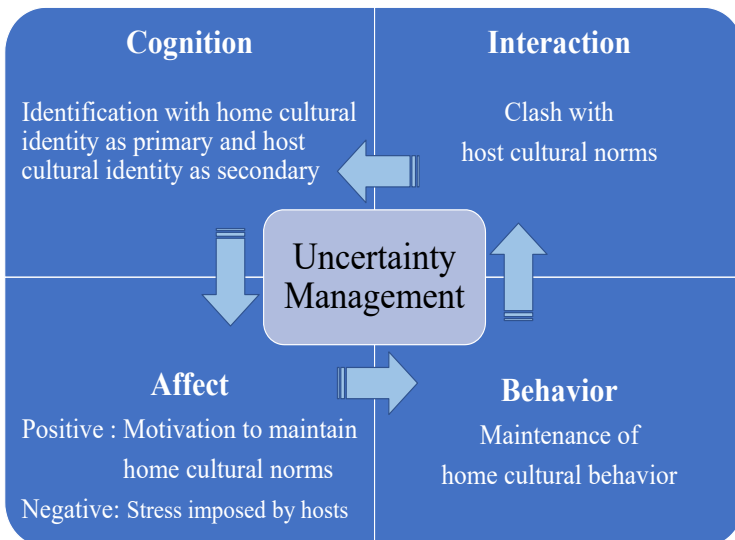 Cognition
Identification with home cultural
identity as primary and host
cultural identity as secondary
Interaction
Clash with
host cultural norms
Uncertainty
Management
Affect
Positive : Motivation to maintain
home cultural norms
Negative: Stress imposed by hosts
Behavior
Maintenance of
home cultural behavior